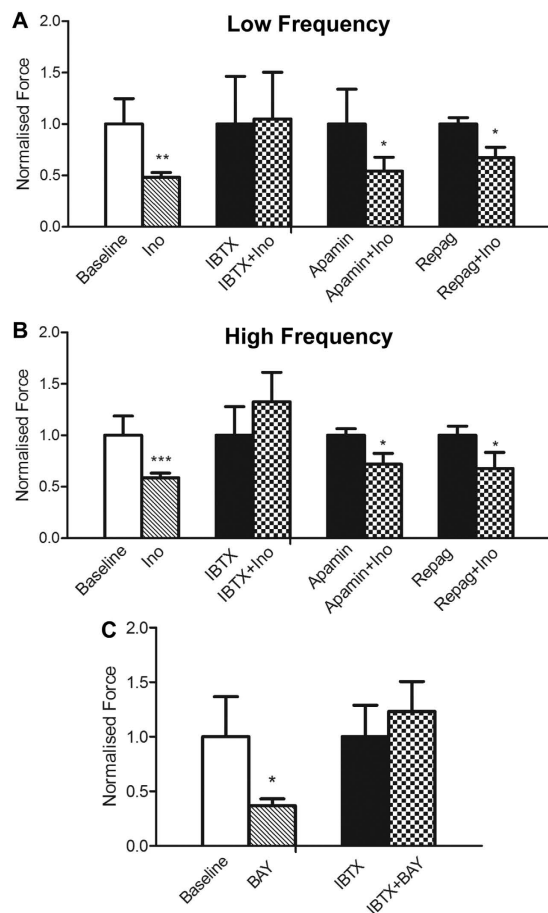 A
Low Frequency
Normalised Force
2.0
1.5
1.0
0.5
0.0
**
*
*
Baseline
Ino
IBTX
IBTX+Ino
Apamin
Apamin+Ino
Repag
Repag+Ino
B
High Frequency
Normalised Force
2.0
1.5
1.0
0.5
0.0
***
*
*
Baseline
Ino
IBTX
IBTX+Ino
Apamin
Apamin+Ino
Repag
Repag+Ino
C
Normalised Force
2.0
1.5
1.0
0.5
0.0
*
Baseline
BAY
IBTX
IBTX+BAY